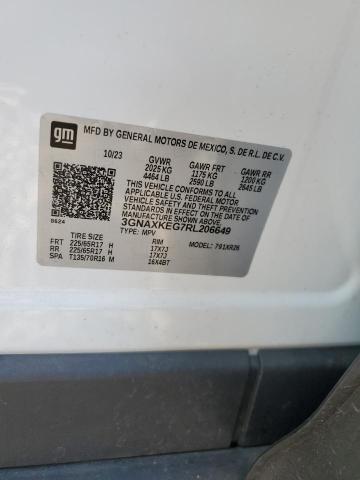 gm
MFD BY GENERAL MOTORS DE MEXICO, S. DE R.L. DE C.V.
10/23 GVWR GAWR FRT GAWR RR
2025 KG 1175 KG 1200 KG
4464 LB 2590 LB 2645 LB
THIS VEHICLE CONFORMS TO ALL
APPLICABLE U.S. FEDERAL MOTOR VEHICLE
SAFETY, BUMPER, AND THEFT PREVENTION
STANDARDS IN EFFECT ON THE DATE OF
MANUFACTURE SHOWN ABOVE.
3GNAXKEG7RL206649
8624
TYPE: MPV MODEL: 791XR26
TIRE SIZE RIM
FRT 225/65R17 H 17X7J
RR 225/65R17 H 17X7J
SPA T135/70R16 M 16X4BT